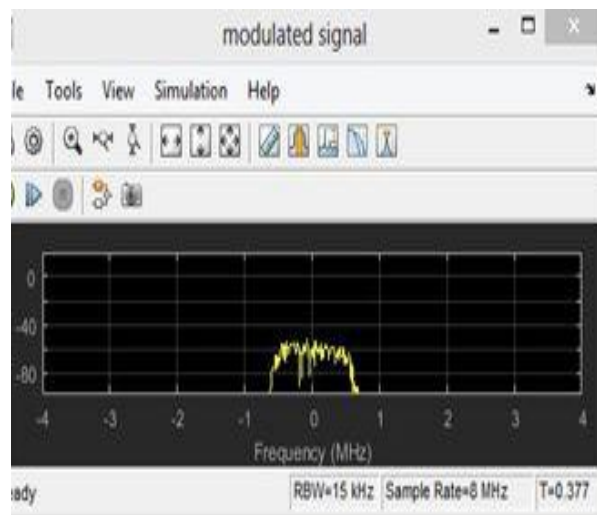 modulated signal
le Tools View Simulation Help
0
-40
-80
-4 -3 -2 -1 0 1 2 3 4
Frequency (MHz)
eady RBW=15 kHz Sample Rate=8 MHz T=0.377